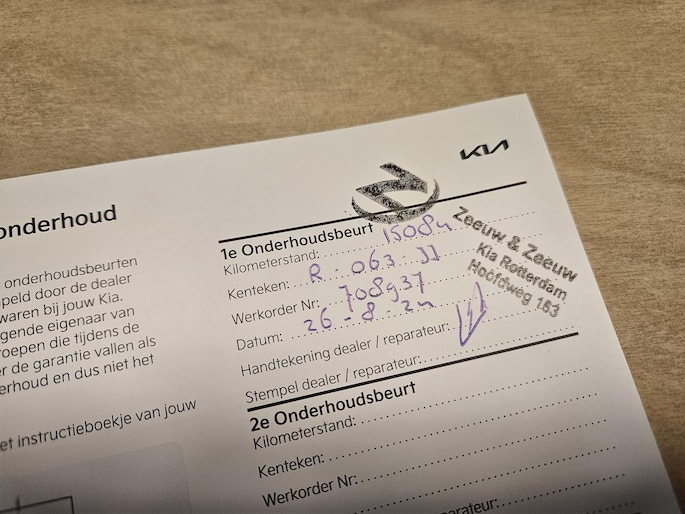 onderhoud
onderhoudsbeurten
peld door de dealer
waren bij jouw Kia.
gende eigenaar van
roepen die tijdens de
r de garantie vallen als
erhoud en dus niet het
et instructieboekje van jouw
KIA
1e Onderhoudsbeurt
Kilometerstand: 15084
Kenteken: R-063-JJ
Werkorder Nr: 708937
Datum: 26-8-24
Handtekening dealer / reparateur:
Stempel dealer / reparateur:
Zeeuw & Zeeuw
Kia Rotterdam
Hoofdweg 153
2e Onderhoudsbeurt
Kilometerstand:
Kenteken:
Werkorder Nr:
arateur: